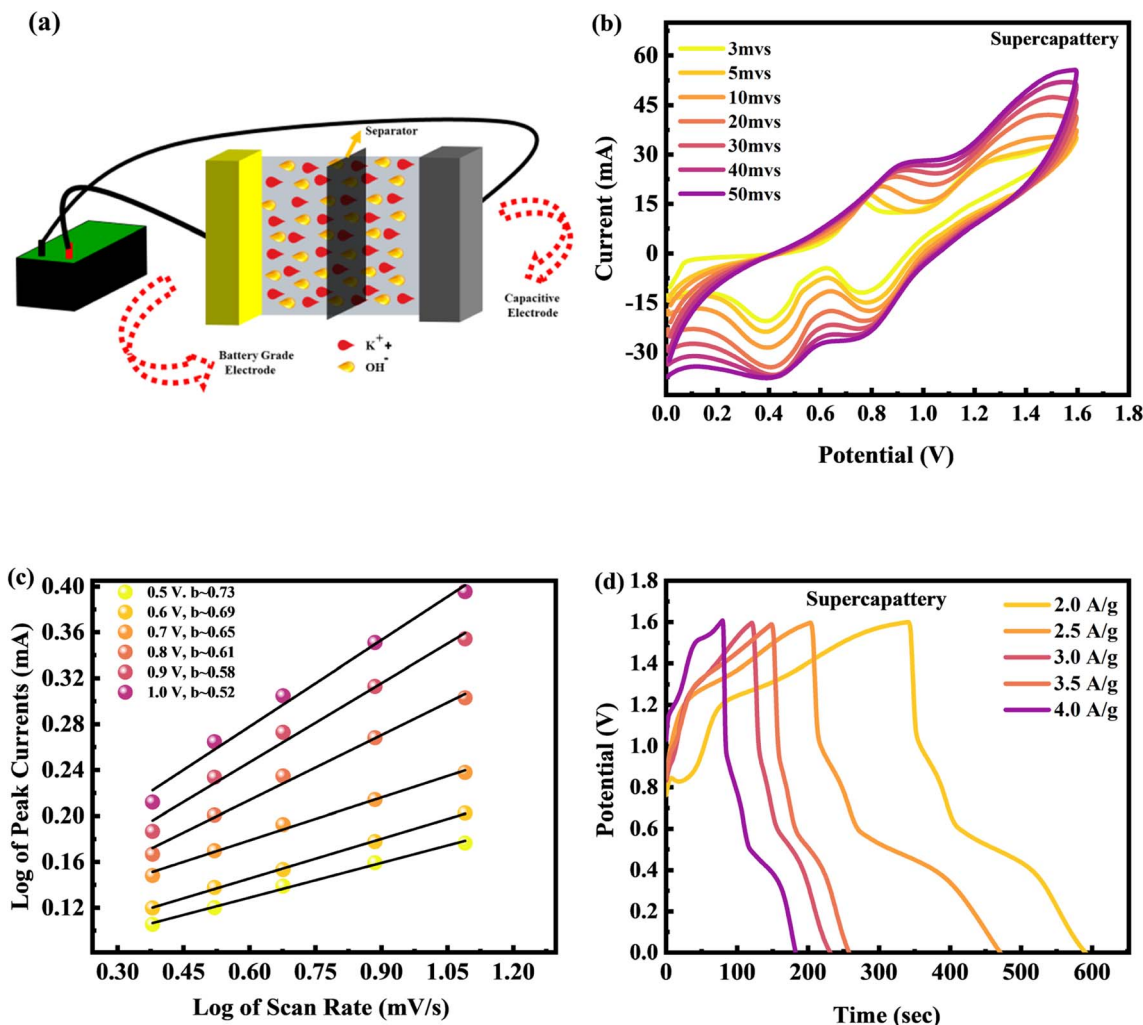 (a)
Separator
Capacitive
Electrode
Battery Grade
Electrode
K++
OH-
(b)
Supercapattery
3mvs
5mvs
10mvs
20mvs
30mvs
40mvs
50mvs
60
45
30
15
0
-15
-30
Current (mA)
0.0 0.2 0.4 0.6 0.8 1.0 1.2 1.4 1.6 1.8
Potential (V)
(c)
0.5 V. b~0.73
0.6 V, b~0.69
0.7 V, b~0.65
0.8 V, b~0.61
0.9 V, b~0.58
1.0 V, b~0.52
0.40
0.36
0.32
0.28
0.24
0.20
0.16
0.12
Log of Peak Currents (mA)
0.30 0.45 0.60 0.75 0.90 1.05 1.20
Log of Scan Rate (mV/s)
(d)
Supercapattery
2.0 A/g
2.5 A/g
3.0 A/g
3.5 A/g
4.0 A/g
1.8
1.6
1.4
1.2
1.0
0.8
0.6
0.4
0.2
0.0
Potential (V)
0 100 200 300 400 500 600
Time (sec)